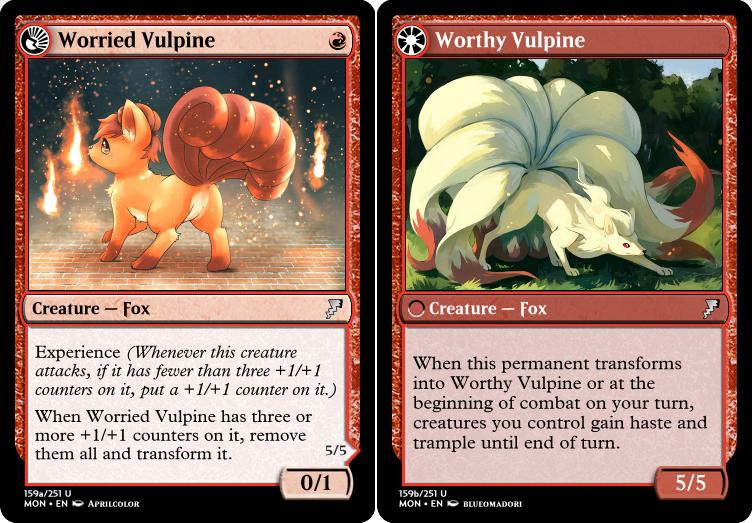 Worried Vulpine
Creature — Fox
Experience (Whenever this creature
attacks, if it has fewer than three +1/+1
counters on it, put a +1/+1 counter on it.)
When Worried Vulpine has three or
more +1/+1 counters on it, remove
them all and transform it.
5/5
0/1
159a/251 U
MON • EN APRILCOLOR
Worthy Vulpine
Creature — Fox
When this permanent transforms
into Worthy Vulpine or at the
beginning of combat on your turn,
creatures you control gain haste and
trample until end of turn.
5/5
159b/251 U
MON • EN BLUEOMADORI